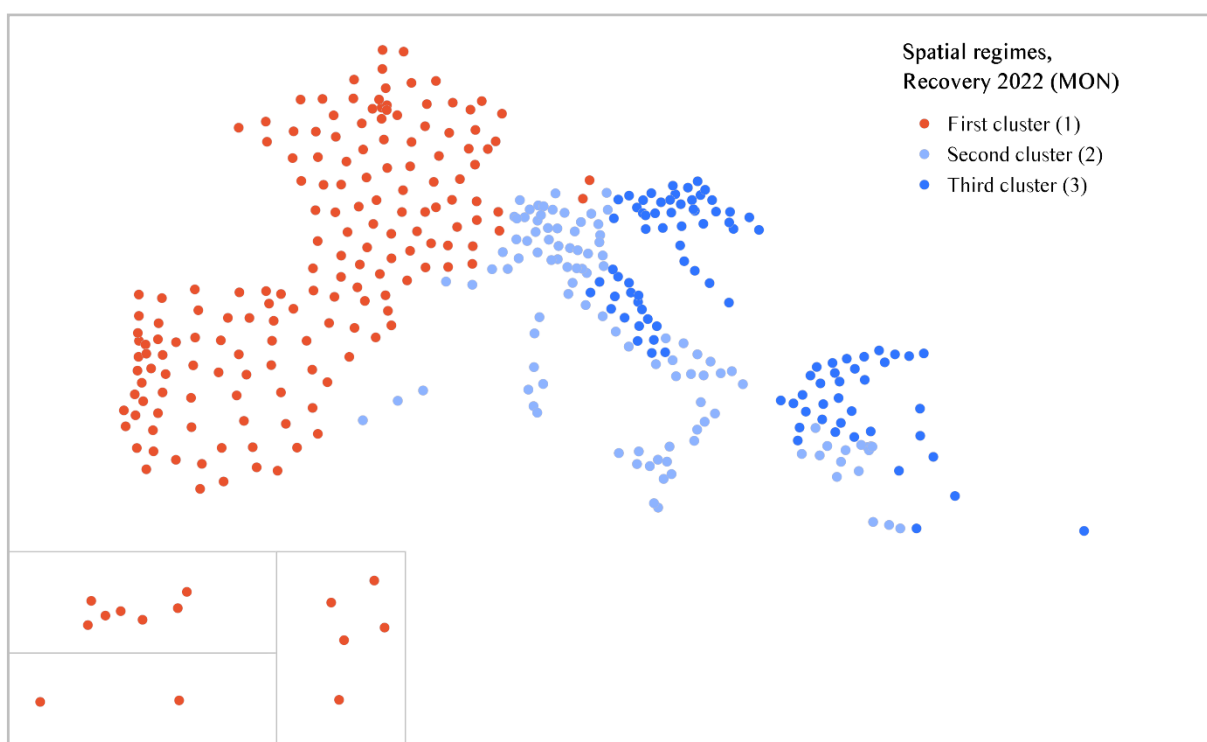 Spatial regimes,
Recovery 2022 (MON)
First cluster (1)
Second cluster (2)
Third cluster (3)